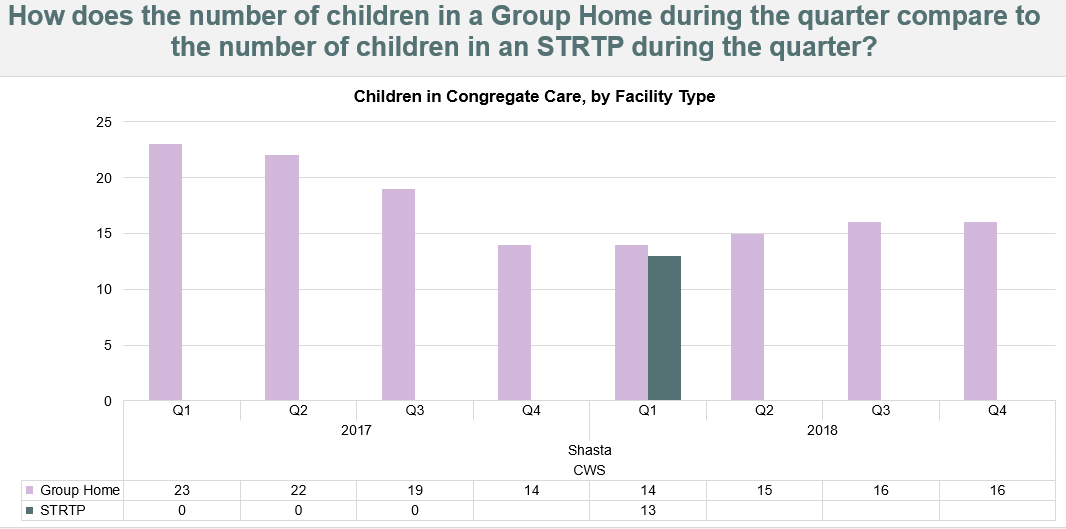 How does the number of children in a Group Home during the quarter compare to
the number of children in an STRTP during the quarter?
Children in Congregate Care, by Facility Type
25
20
15
10
5
0
Q1 Q2 Q3 Q4 Q1 Q2 Q3 Q4
2017 2018
Shasta
CWS
Group Home 23 22 19 14 14 15 16 16
STRTP 0 0 0 13